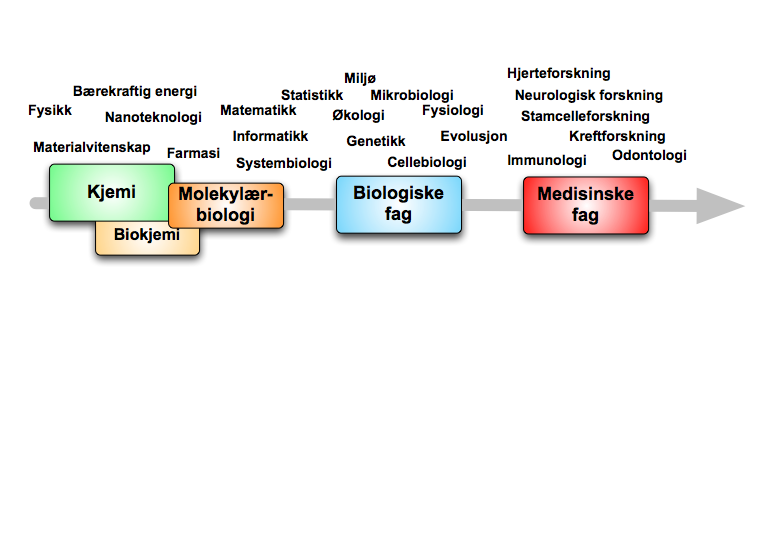 Hjerteforskning
Miljø
Bærekraftig energi
Statistikk
Mikrobiologi
Neurologisk forskning
Fysikk
Nanoteknologi
Matematikk
Økologi
Fysiologi
Stamcelleforskning
Informatikk
Genetikk
Evolusjon
Kreftforskning
Materialvitenskap
Farmasi
Systembiologi
Cellebiologi
Immunologi
Odontologi
Kjemi
Molekylær-
biologi
Biologiske
fag
Medisinske
fag
Biokjemi